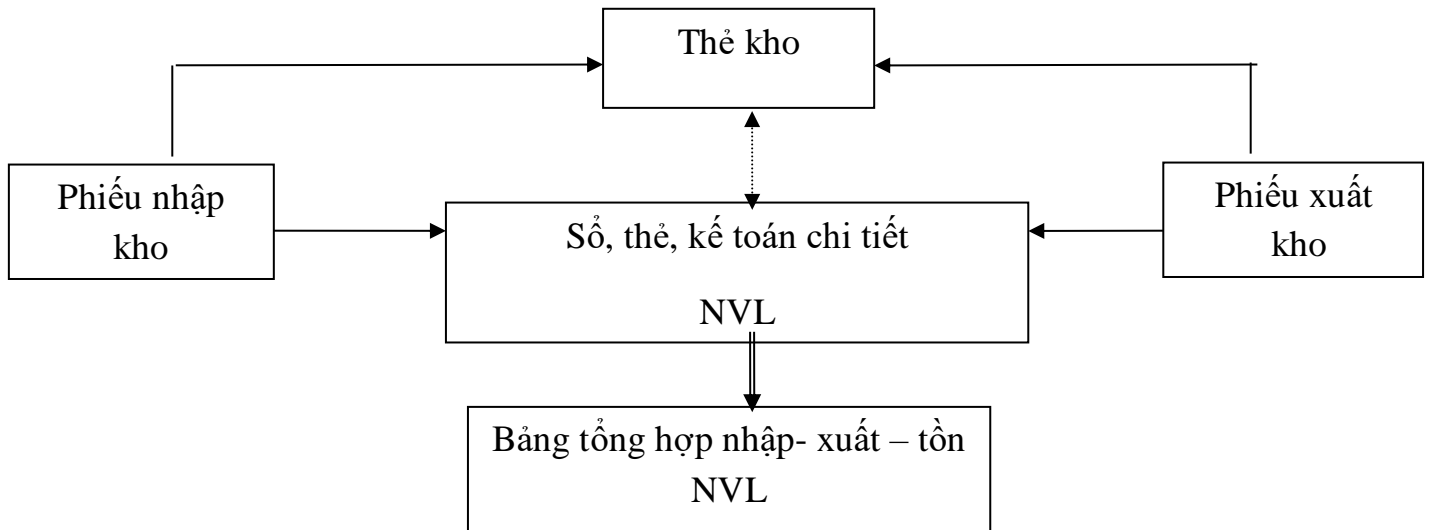 Thẻ kho
Phiếu nhập
kho
Phiếu xuất
kho
Sổ, thẻ, kế toán chi tiết
NVL
Bảng tổng hợp nhập- xuất – tồn
NVL